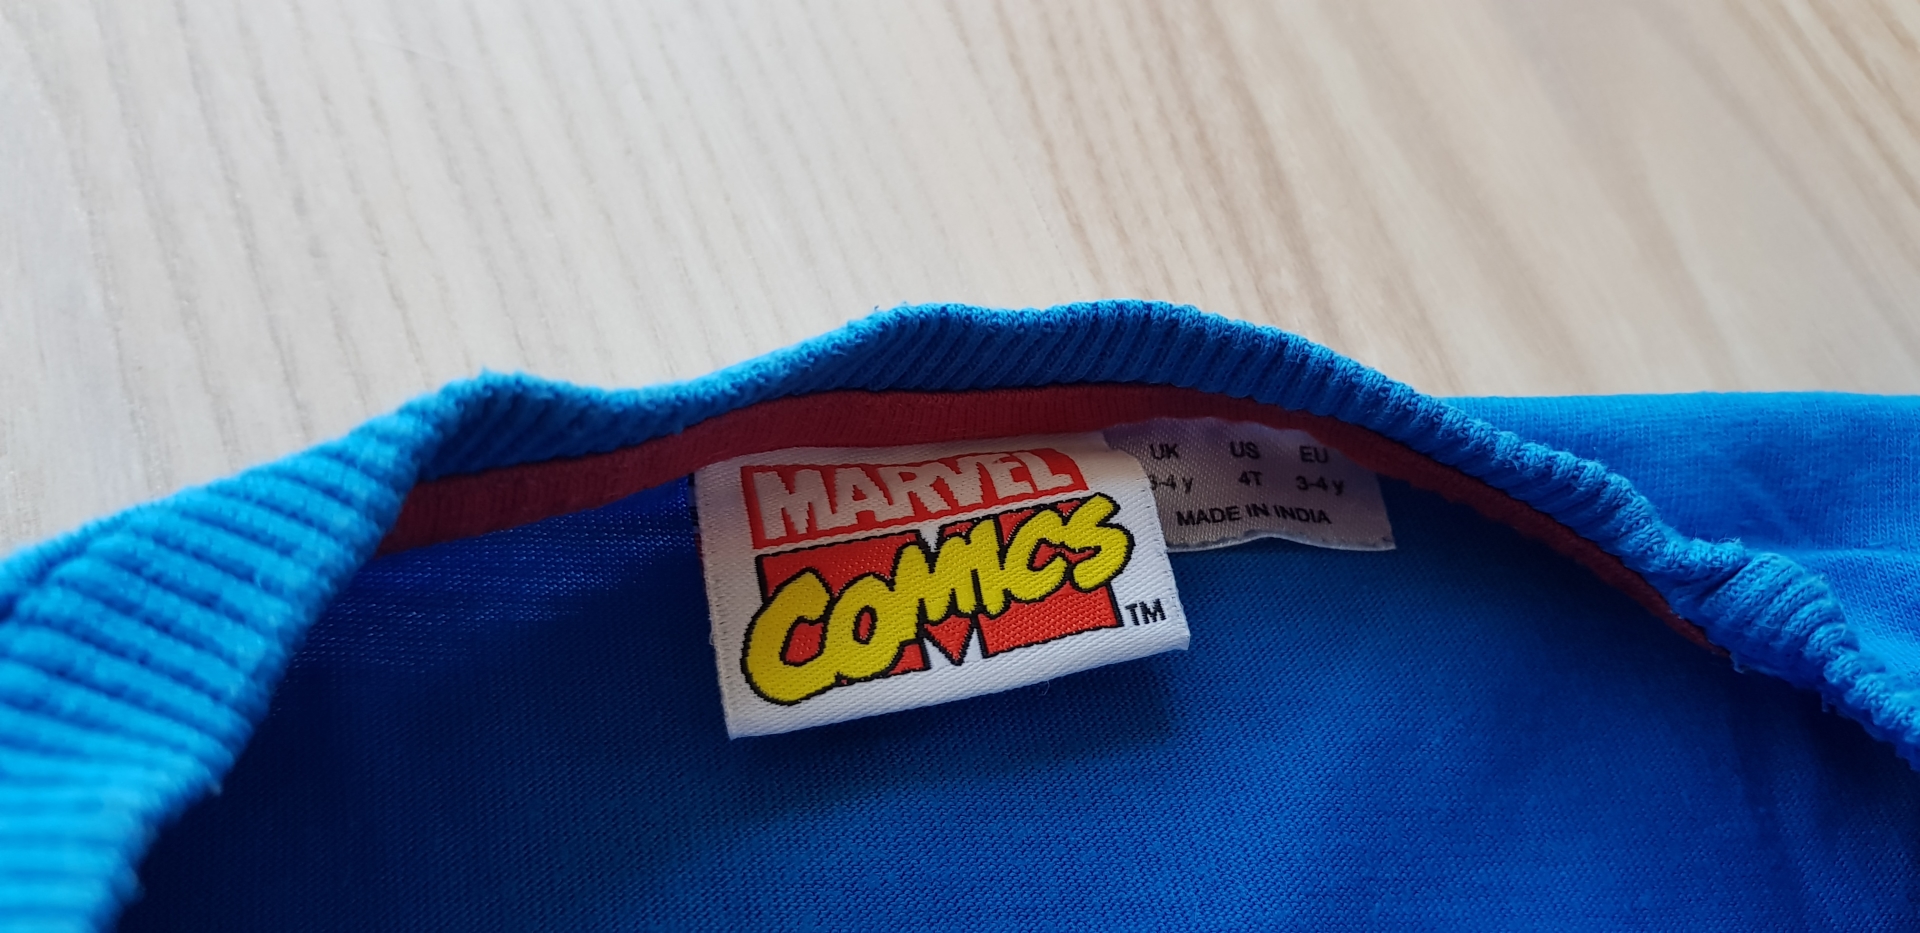 MARVEL
COMICS
TM
UK US EU
3-4 y 4T 3-4 y
MADE IN INDIA